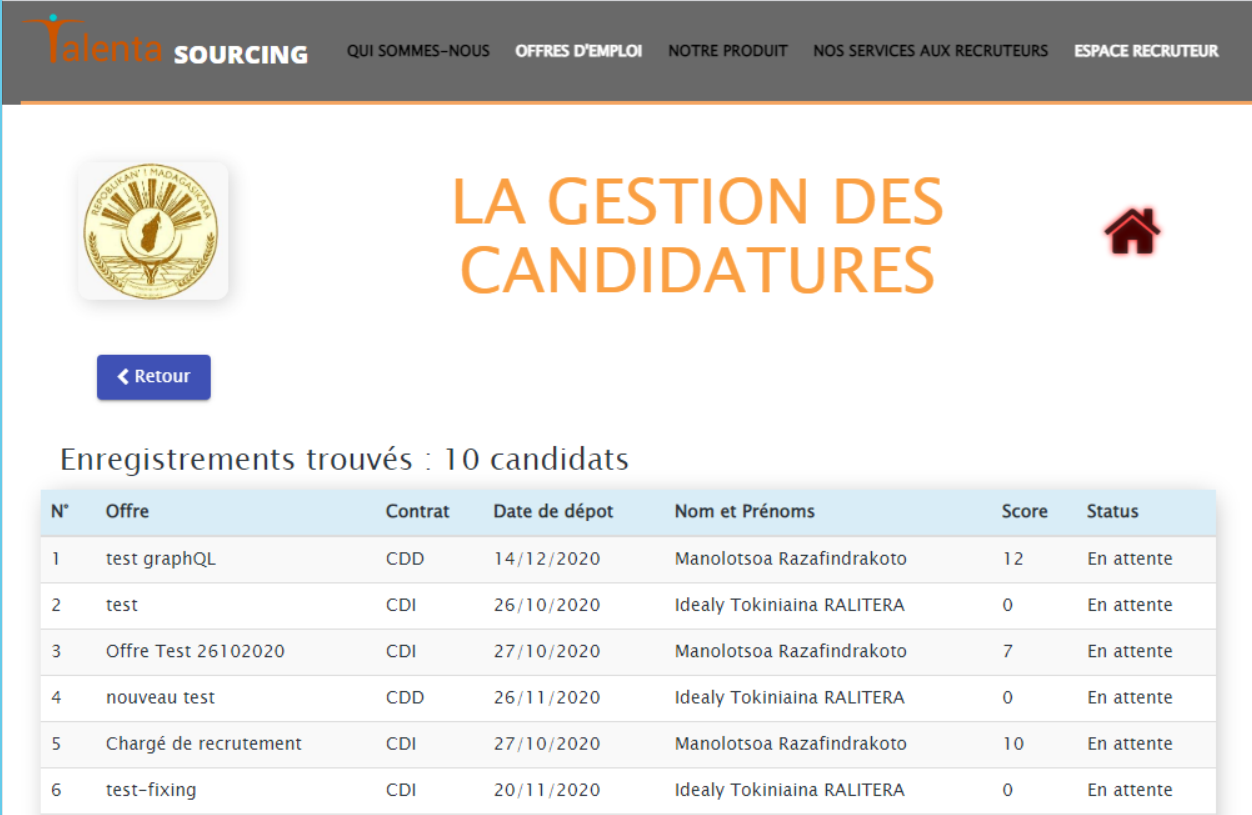 Talenta SOURCING QUI SOMMES-NOUS OFFRES D'EMPLOI NOTRE PRODUIT NOS SERVICES AUX RECRUTEURS ESPACE RECRUTEUR
REPOBLIKAN'I MADAGASIKARA
LA GESTION DES
CANDIDATURES
Retour
Enregistrements trouvés : 10 candidats
N° Offre Contrat Date de dépot Nom et Prénoms Score Status
1 test graphQL CDD 14/12/2020 Manolotsoa Razafindrakoto 12 En attente
2 test CDI 26/10/2020 Idealy Tokiniaina RALITERA 0 En attente
3 Offre Test 26102020 CDI 27/10/2020 Manolotsoa Razafindrakoto 7 En attente
4 nouveau test CDD 26/11/2020 Idealy Tokiniaina RALITERA 0 En attente
5 Chargé de recrutement CDI 27/10/2020 Manolotsoa Razafindrakoto 10 En attente
6 test-fixing CDI 20/11/2020 Idealy Tokiniaina RALITERA 0 En attente